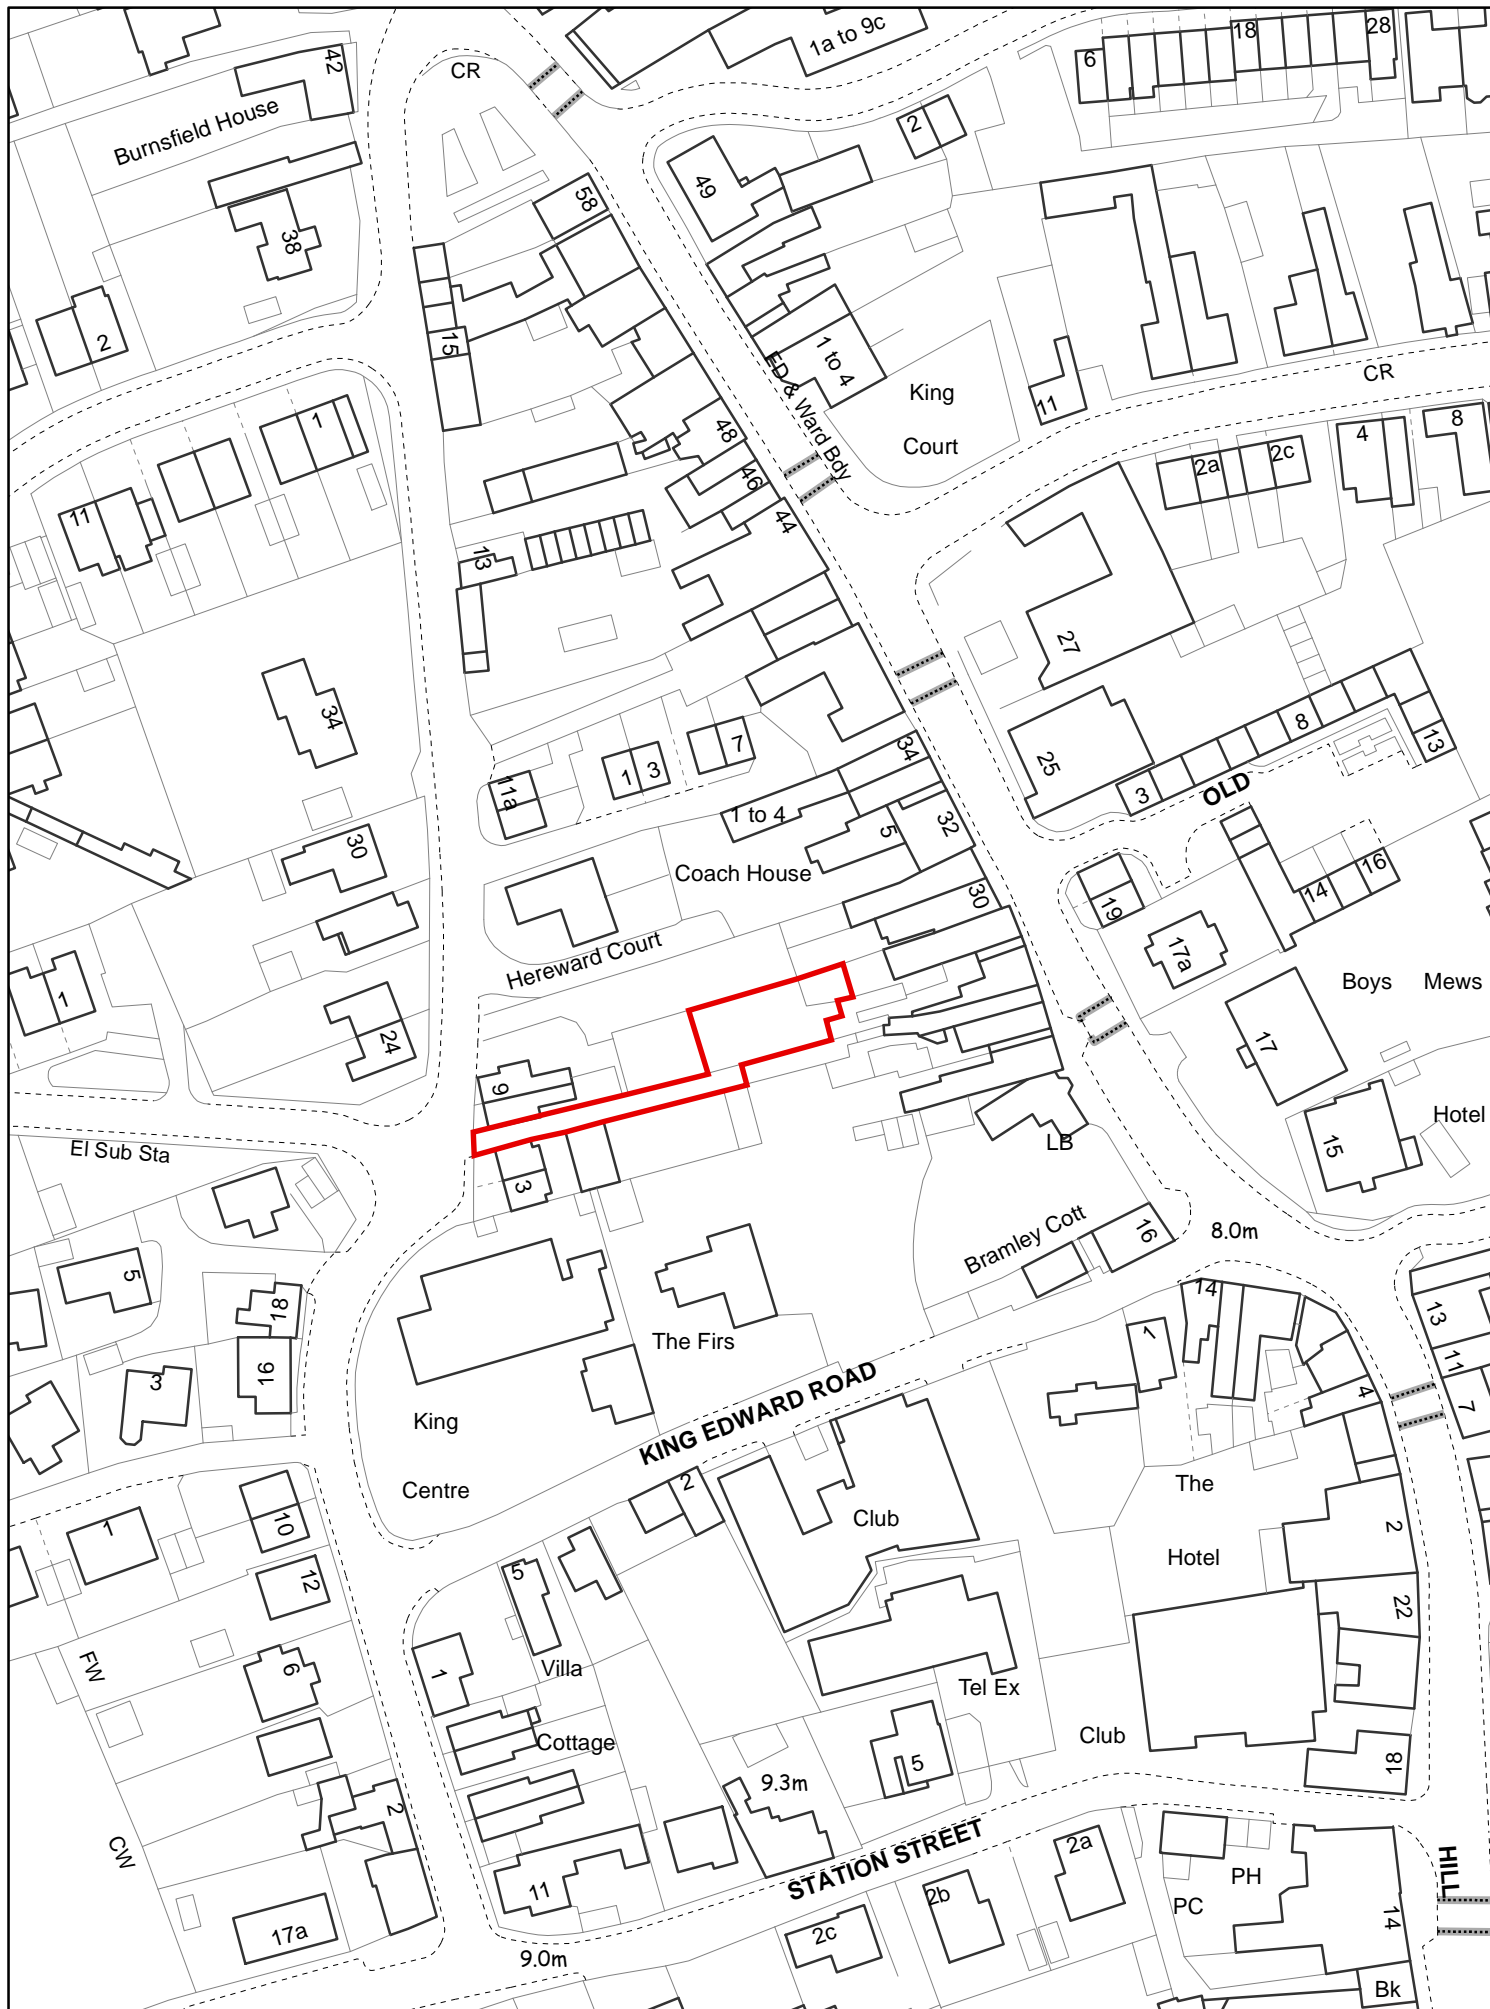 1a to 9c
18
28
6
CR
42
Burnsfield House
2
49
58
38
2
15
1 to 4
ED & Ward Bdy
King
Court
CR
11
1
48
46
44
2a
2c
4
8
11
13
27
34
25
8
13
3
OLD
11a
1
3
7
34
1 to 4
5
32
30
Coach House
14
16
19
17a
30
Hereward Court
Boys
Mews
1
24
17
9
Hotel
15
LB
El Sub Sta
3
Bramley Cott
16
8.0m
5
18
14
13
The Firs
1
11
16
3
4
7
KING EDWARD ROAD
King
Centre
2
The
Club
2
1
10
Hotel
5
12
22
FW
6
1
Villa
Tel Ex
Cottage
Club
5
9.3m
18
2
STATION STREET
2a
CW
HILL
11
PH
2b
PC
14
17a
2c
9.0m
Bk